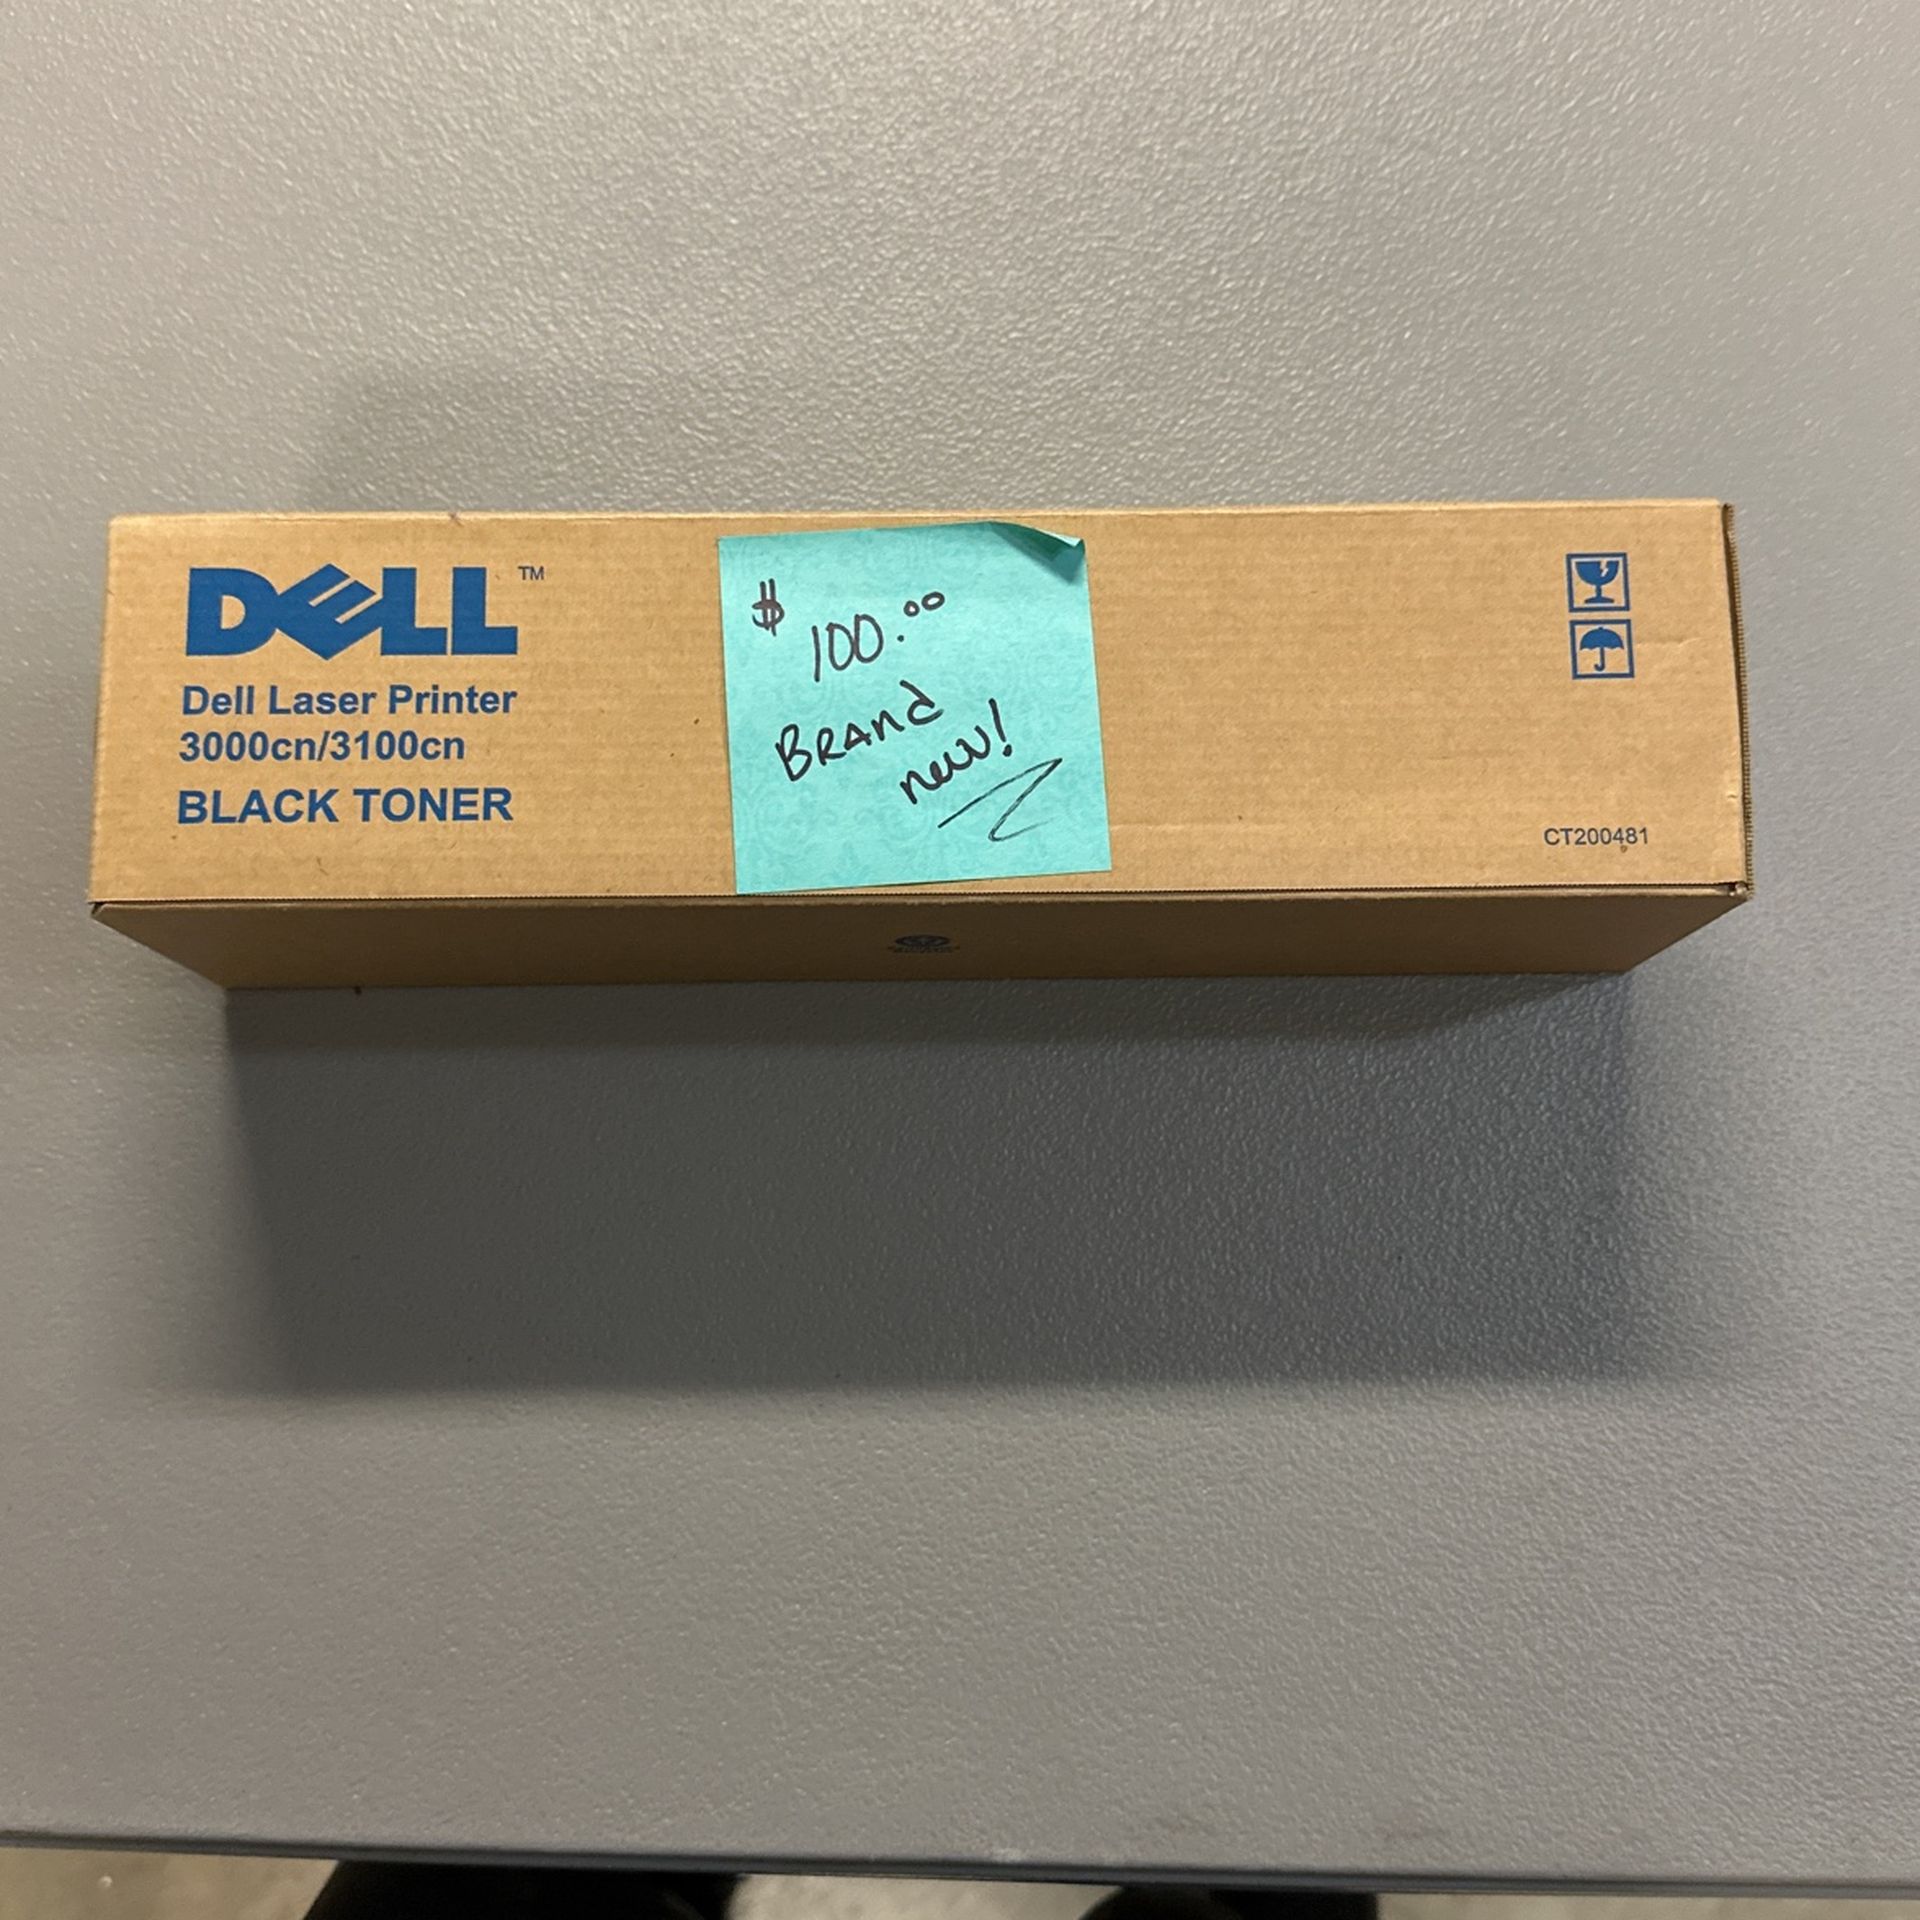 DELL™
Dell Laser Printer
3000cn/3100cn
BLACK TONER
$ 100.00
Brand
new!
CT200481